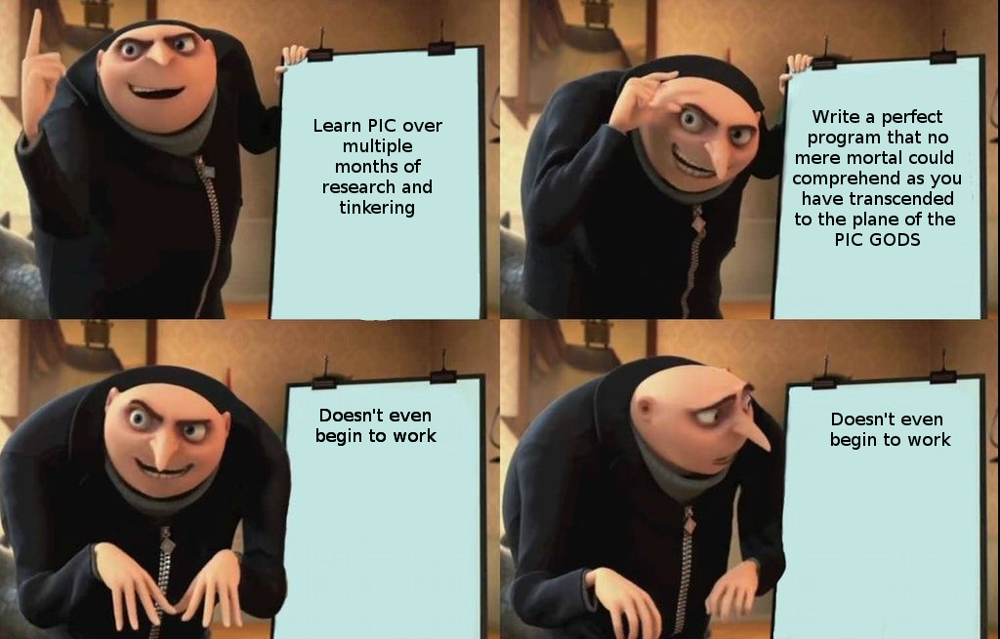 Learn PIC over
multiple
months of
research and
tinkering
Write a perfect
program that no
mere mortal could
comprehend as you
have transcended
to the plane of the
PIC GODS
Doesn't even
begin to work
Doesn't even
begin to work